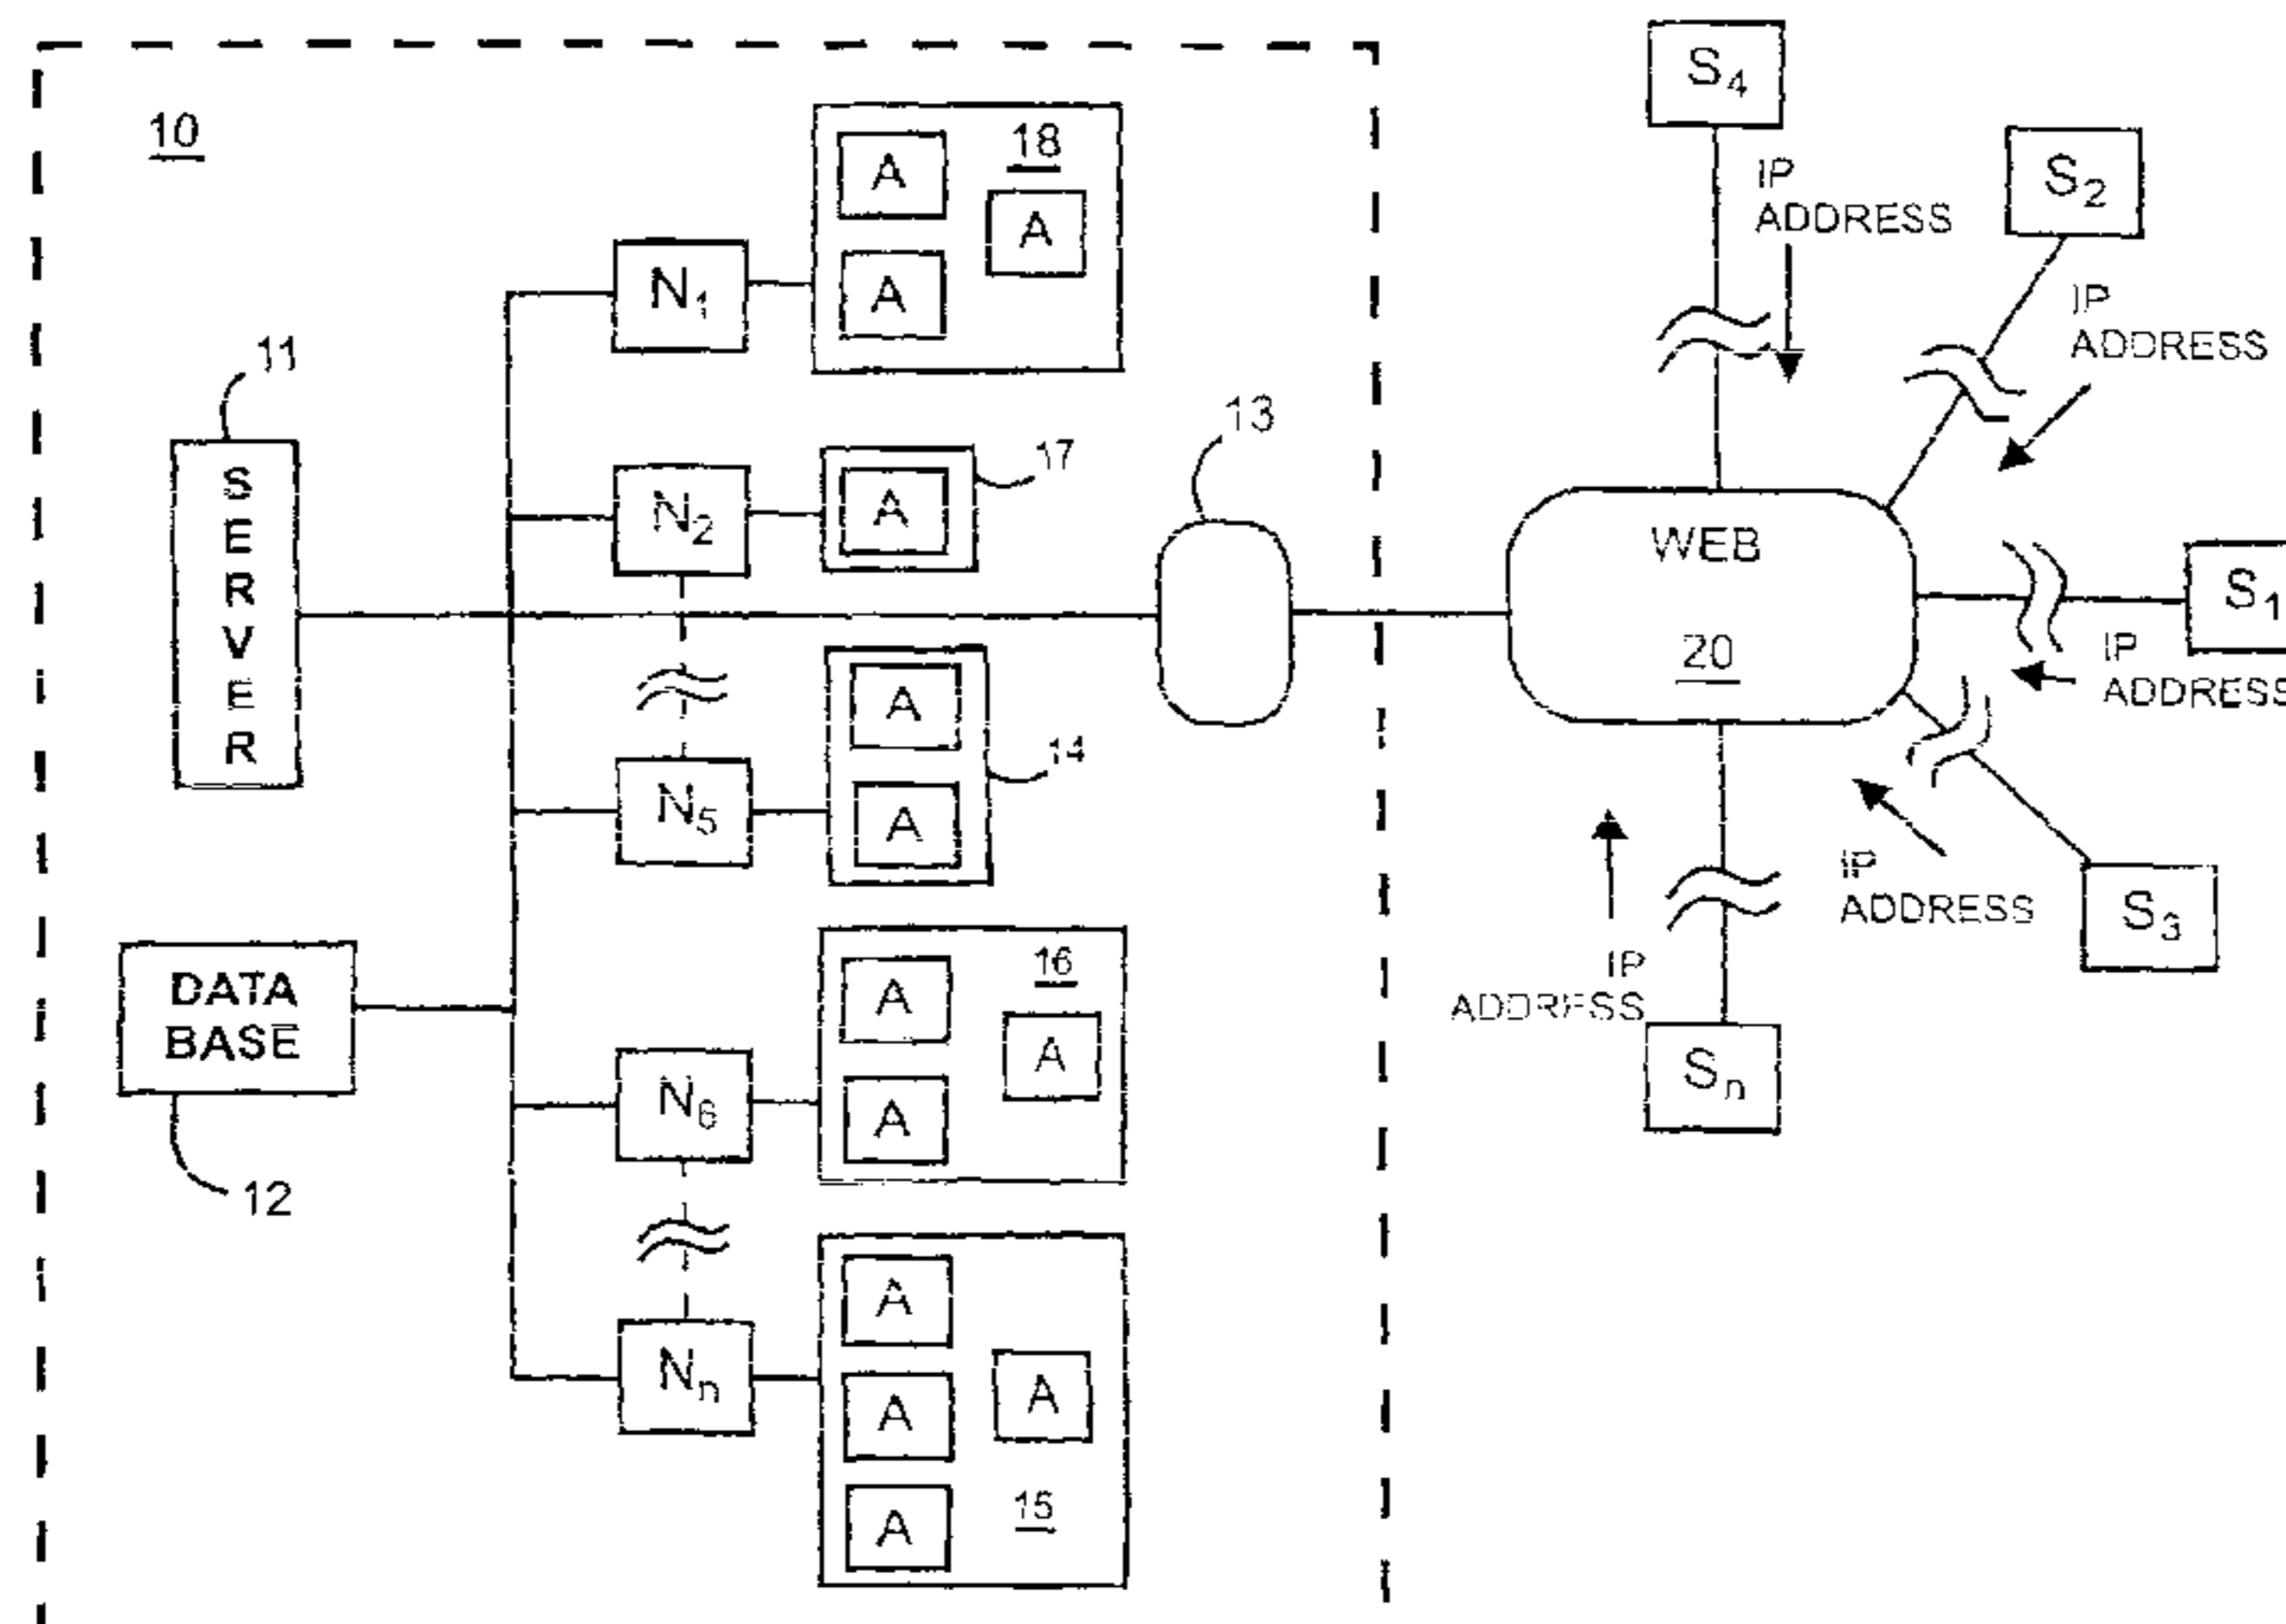 10
11
S
E
R
V
E
R
DATA
BASE
12
N1
A
A
A
18
N2
A
17
N5
A
A
14
N6
A
A
A
16
Nn
A
A
A
A
15
13
WEB
20
S4
IP
ADDRESS
S2
IP
ADDRESS
S1
IP
ADDRESS
S3
IP
ADDRESS
Sn
IP
ADDRESS